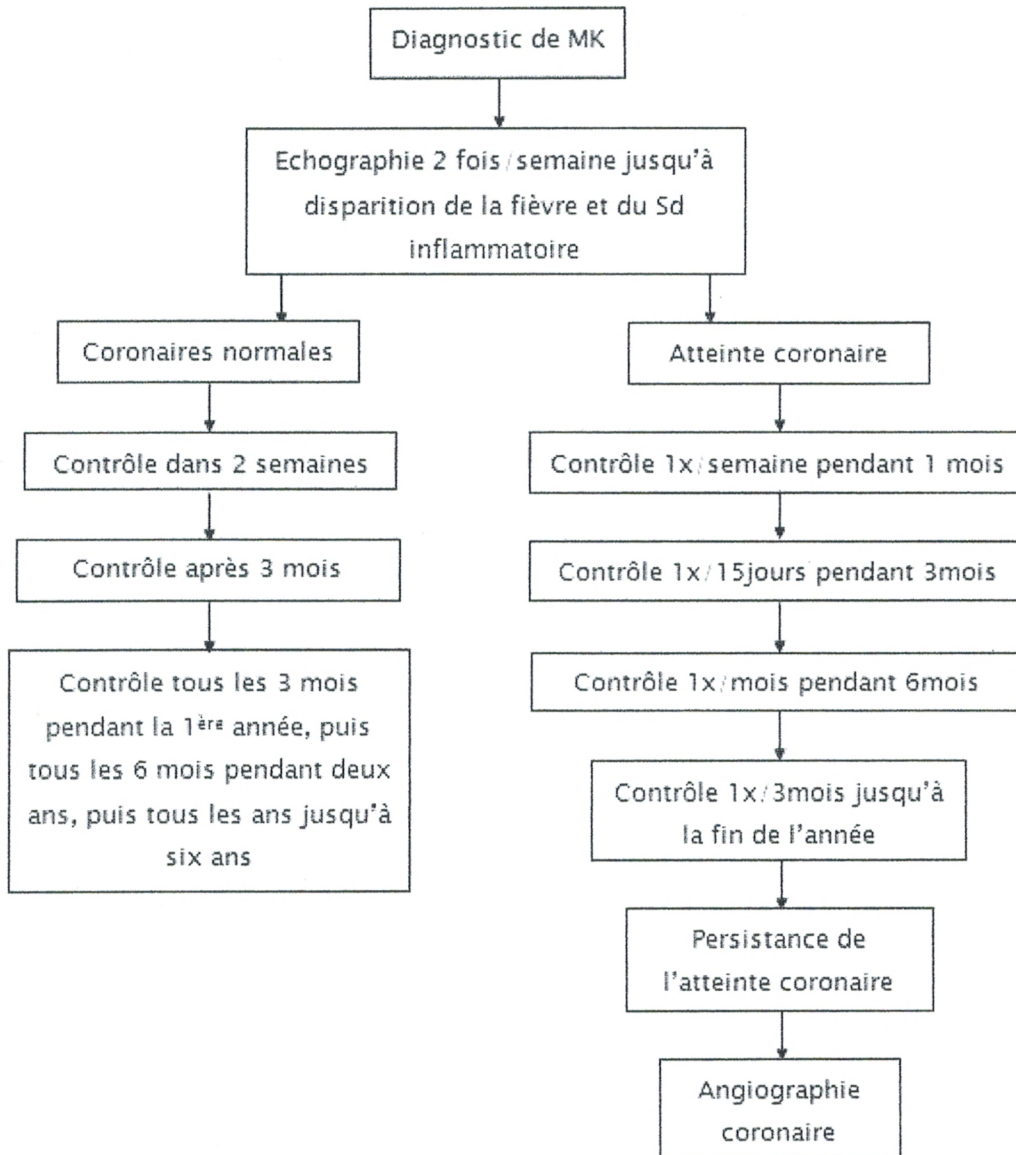 Diagnostic de MK
Echographie 2 fois/semaine jusqu'à
disparition de la fièvre et du Sd
inflammatoire
Coronaires normales
Contrôle dans 2 semaines
Contrôle après 3 mois
Contrôle tous les 3 mois
pendant la 1ère année, puis
tous les 6 mois pendant deux
ans, puis tous les ans jusqu'à
six ans
Atteinte coronaire
Contrôle 1x/semaine pendant 1 mois
Contrôle 1x/15jours pendant 3mois
Contrôle 1x/mois pendant 6mois
Contrôle 1x/3mois jusqu'à
la fin de l'année
Persistance de
l'atteinte coronaire
Angiographie
coronaire